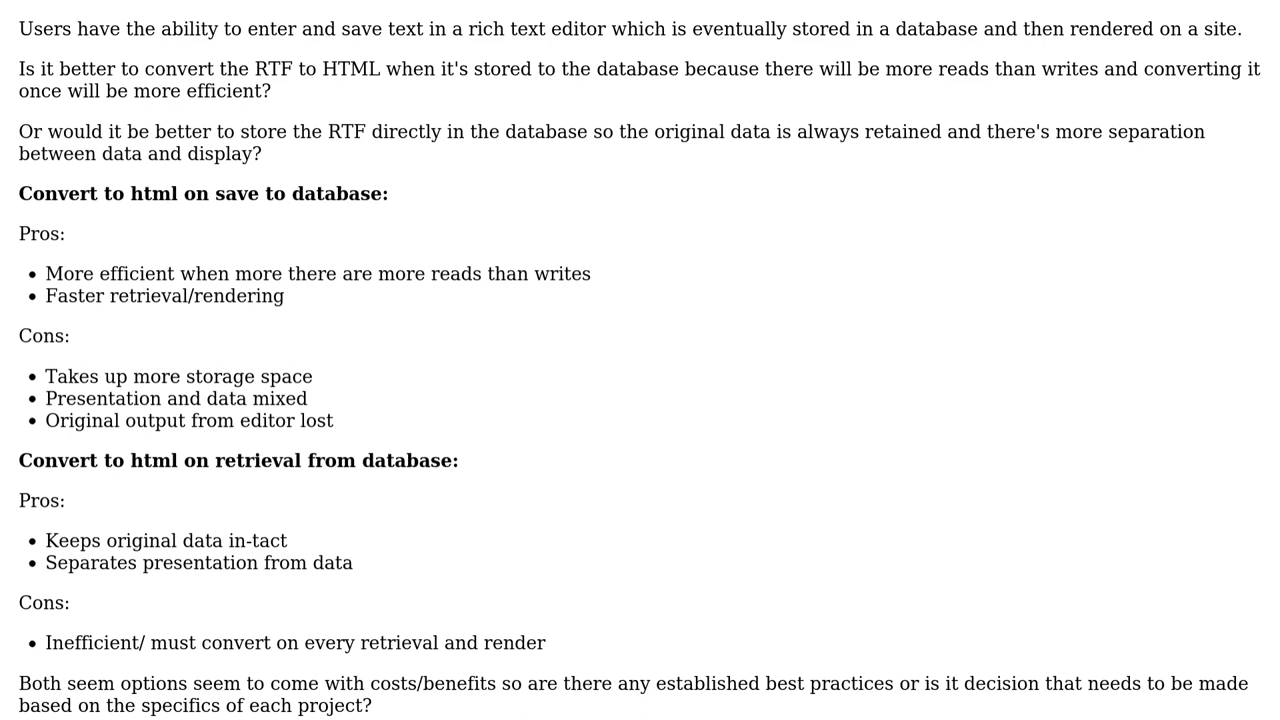 Users have the ability to enter and save text in a rich text editor which is eventually stored in a database and then rendered on a site.
Is it better to convert the RTF to HTML when it's stored to the database because there will be more reads than writes and converting it
once will be more efficient?
Or would it be better to store the RTF directly in the database so the original data is always retained and there's more separation
between data and display?
Convert to html on save to database:
Pros:
• More efficient when more there are more reads than writes
• Faster retrieval/rendering
Cons:
• Takes up more storage space
• Presentation and data mixed
• Original output from editor lost
Convert to html on retrieval from database:
Pros:
• Keeps original data in-tact
• Separates presentation from data
Cons:
• Inefficient/ must convert on every retrieval and render
Both seem options seem to come with costs/benefits so are there any established best practices or is it decision that needs to be made
based on the specifics of each project?